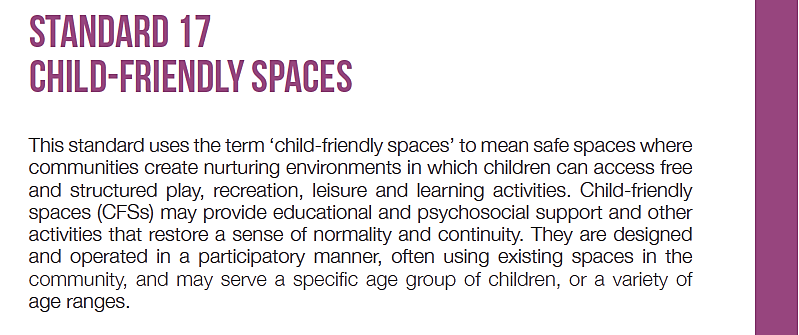 STANDARD 17
CHILD-FRIENDLY SPACES
This standard uses the term ‘child-friendly spaces’ to mean safe spaces where
communities create nurturing environments in which children can access free
and structured play, recreation, leisure and learning activities. Child-friendly
spaces (CFSs) may provide educational and psychosocial support and other
activities that restore a sense of normality and continuity. They are designed
and operated in a participatory manner, often using existing spaces in the
community, and may serve a specific age group of children, or a variety of
age ranges.